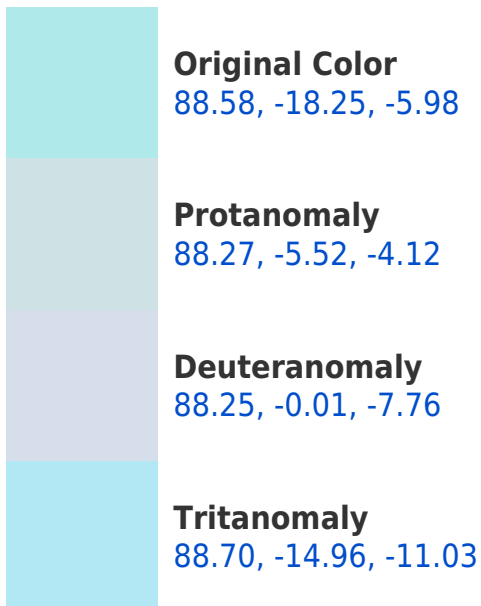 Original Color
88.58, -18.25, -5.98
Protanomaly
88.27, -5.52, -4.12
Deuteranomaly
88.25, -0.01, -7.76
Tritanomaly
88.70, -14.96, -11.03